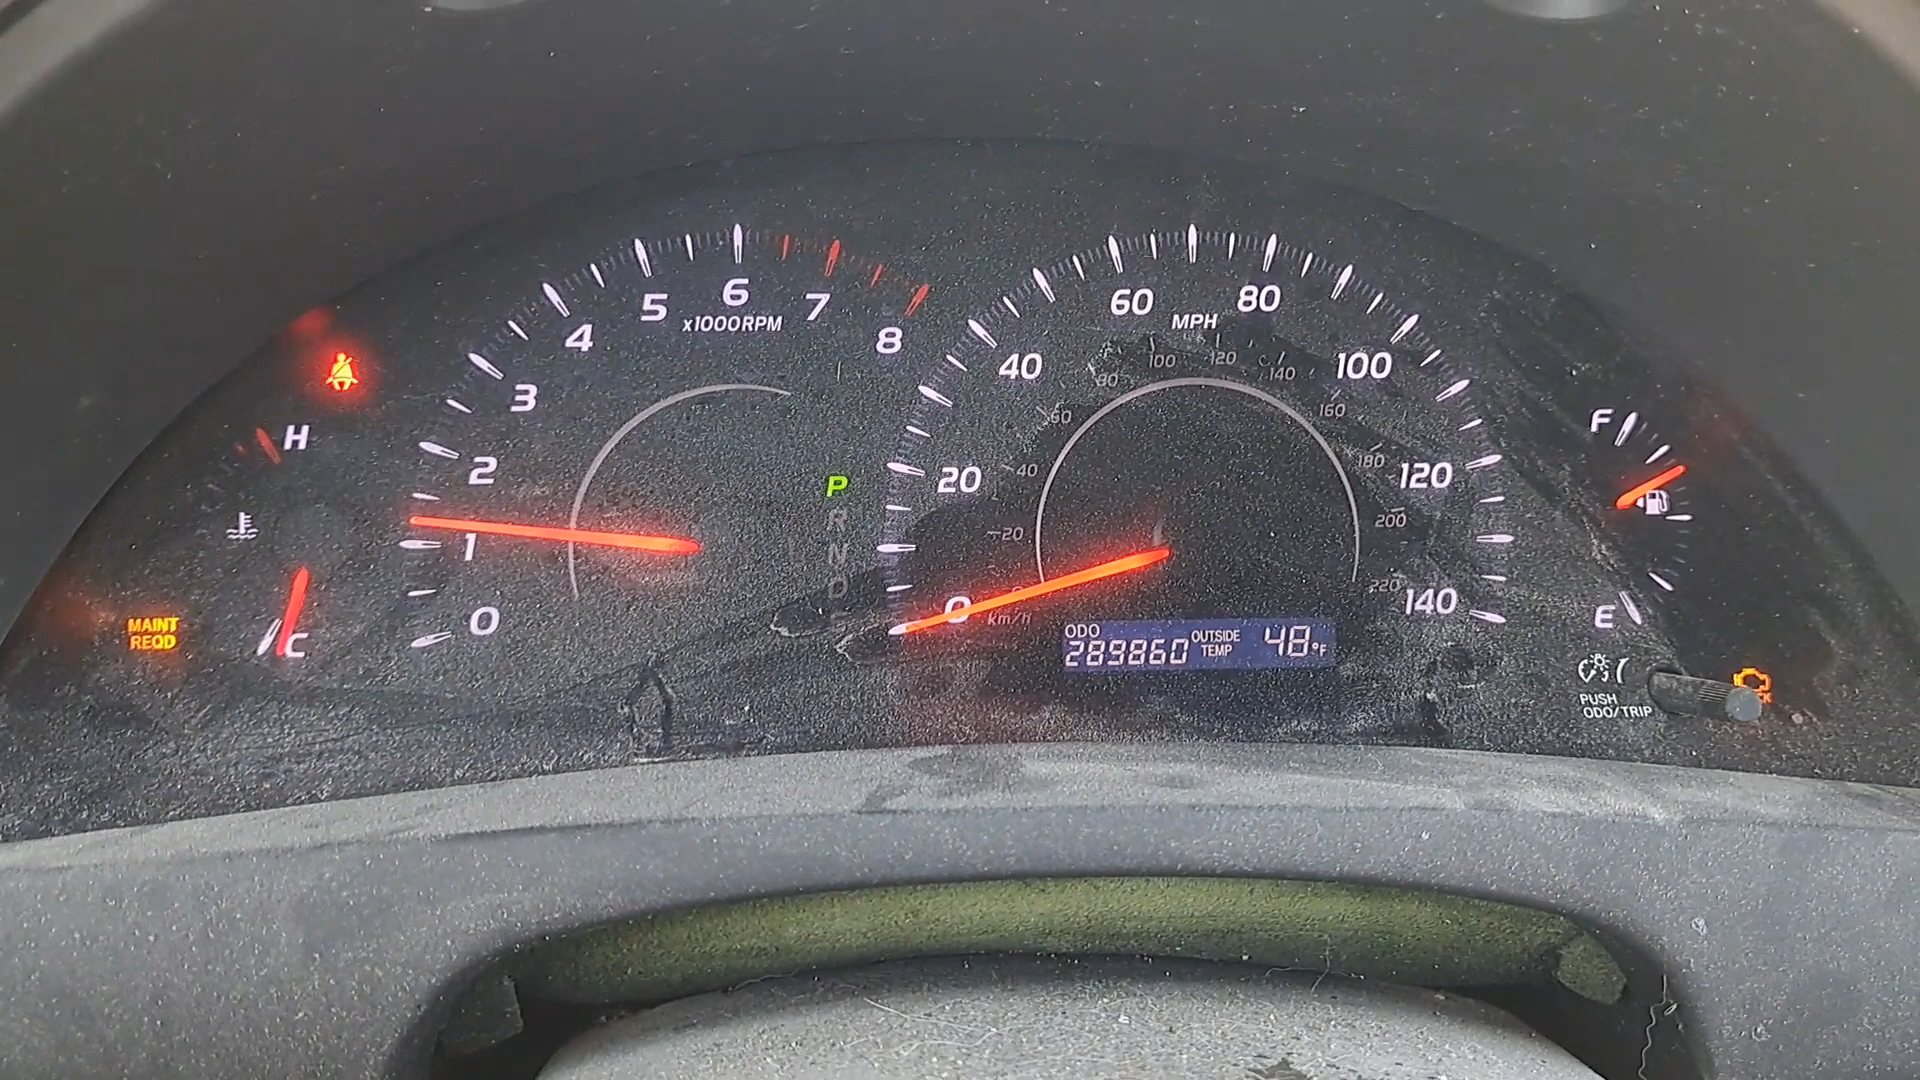 5 6 7
x1000RPM
4 8
3
2
1
0
H
C
MAINT
REQD
P
R
N
D
60 80
MPH
40 100
20 120
0 140
80 100 120 140
60 160
40 180
20 200
220
km/h
ODO
289860
OUTSIDE
TEMP
48°F
F
E
PUSH
ODO/TRIP